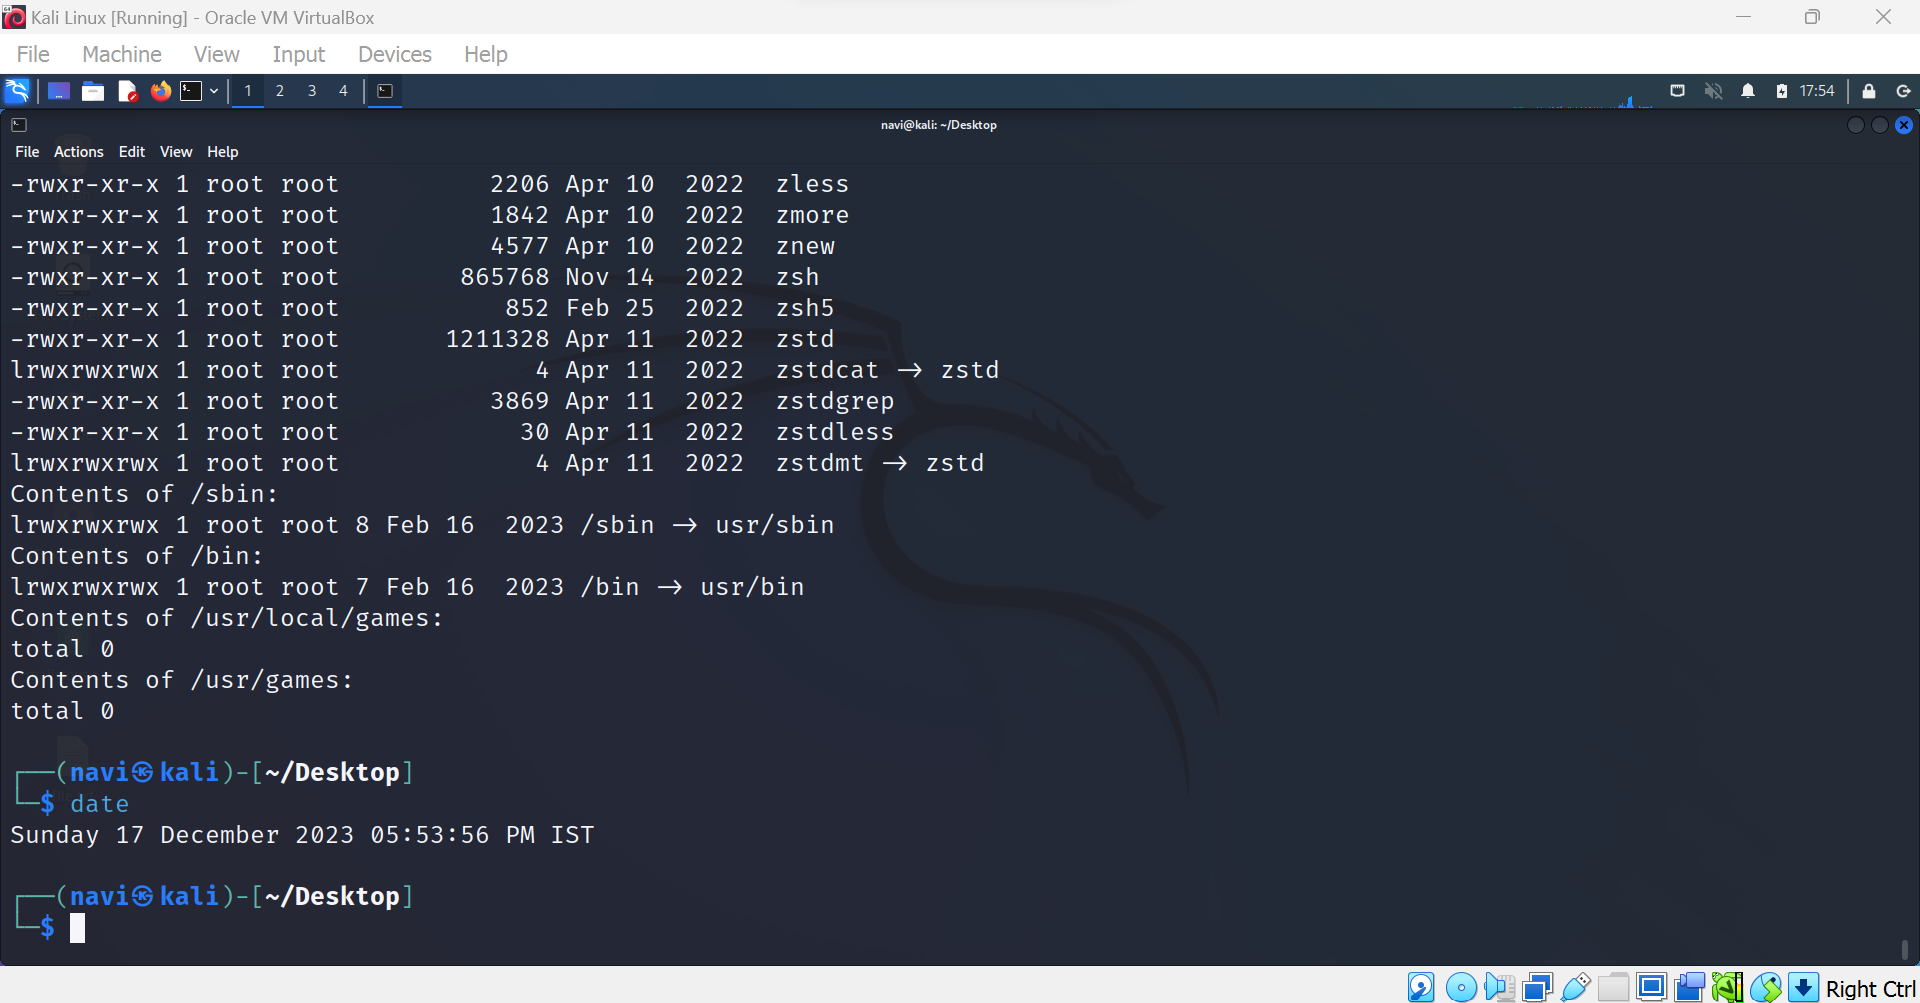 Kali Linux [Running] - Oracle VM VirtualBox
File Machine View Input Devices Help
1 2 3 4 17:54
navi@kali: ~/Desktop
File Actions Edit View Help
-rwxr-xr-x 1 root root 2206 Apr 10 2022 zless
-rwxr-xr-x 1 root root 1842 Apr 10 2022 zmore
-rwxr-xr-x 1 root root 4577 Apr 10 2022 znew
-rwxr-xr-x 1 root root 865768 Nov 14 2022 zsh
-rwxr-xr-x 1 root root 852 Feb 25 2022 zsh5
-rwxr-xr-x 1 root root 1211328 Apr 11 2022 zstd
lrwxrwxrwx 1 root root 4 Apr 11 2022 zstdcat → zstd
-rwxr-xr-x 1 root root 3869 Apr 11 2022 zstdgrep
-rwxr-xr-x 1 root root 30 Apr 11 2022 zstdless
lrwxrwxrwx 1 root root 4 Apr 11 2022 zstdmt → zstd
Contents of /sbin:
lrwxrwxrwx 1 root root 8 Feb 16 2023 /sbin → usr/sbin
Contents of /bin:
lrwxrwxrwx 1 root root 7 Feb 16 2023 /bin → usr/bin
Contents of /usr/local/games:
total 0
Contents of /usr/games:
total 0
┌──(navi㉿kali)-[~/Desktop]
└─$ date
Sunday 17 December 2023 05:53:56 PM IST
┌──(navi㉿kali)-[~/Desktop]
└─$
Right Ctrl